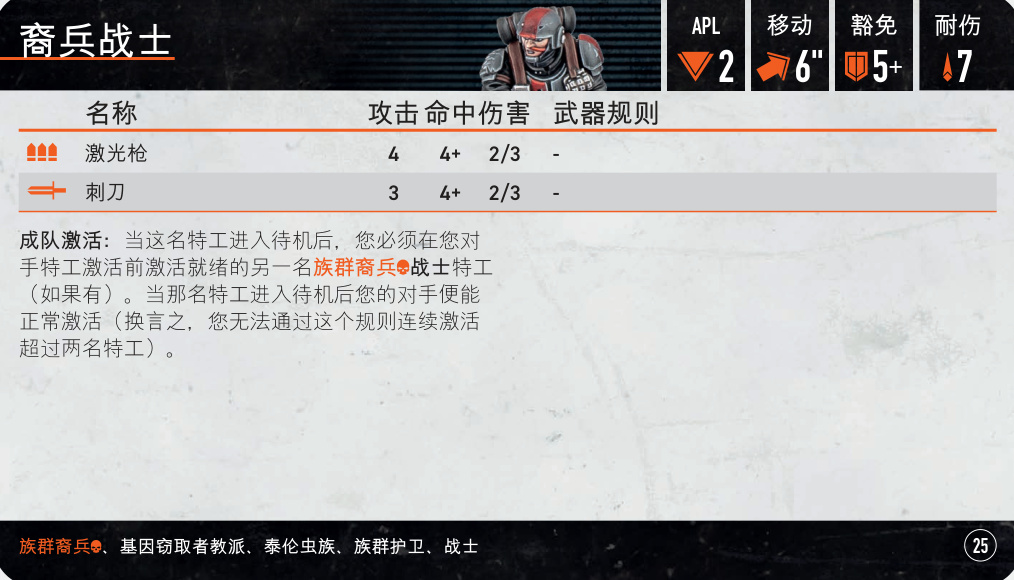 裔兵战士
APL 移动 豁免 耐伤
2 6" 5+ 7
名称 攻击 命中 伤害 武器规则
激光枪 4 4+ 2/3 -
刺刀 3 4+ 2/3 -
成队激活：当这名特工进入待机后，您必须在您对
手特工激活前激活就绪的另一名族群裔兵战士特工
（如果有）。当那名特工进入待机后您的对手便能
正常激活（换言之，您无法通过这个规则连续激活
超过两名特工）。
族群裔兵、基因窃取者教派、泰伦虫族、族群护卫、战士
25